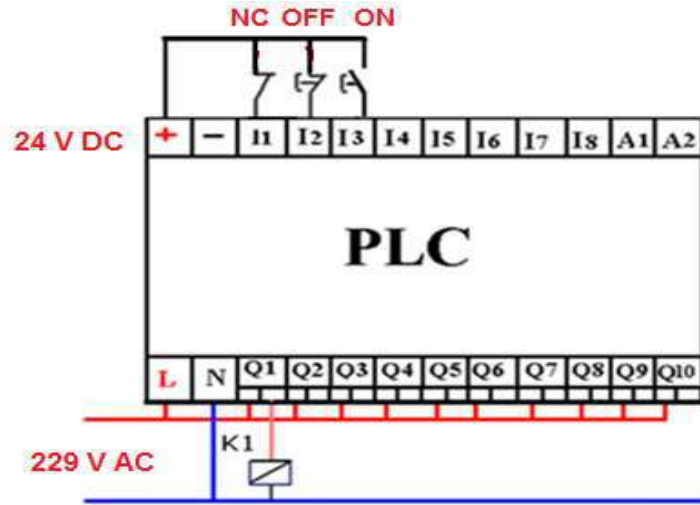 NC OFF ON
24 V DC + − I1 I2 I3 I4 I5 I6 I7 I8 A1 A2
PLC
L N Q1 Q2 Q3 Q4 Q5 Q6 Q7 Q8 Q9 Q10
K1
229 V AC